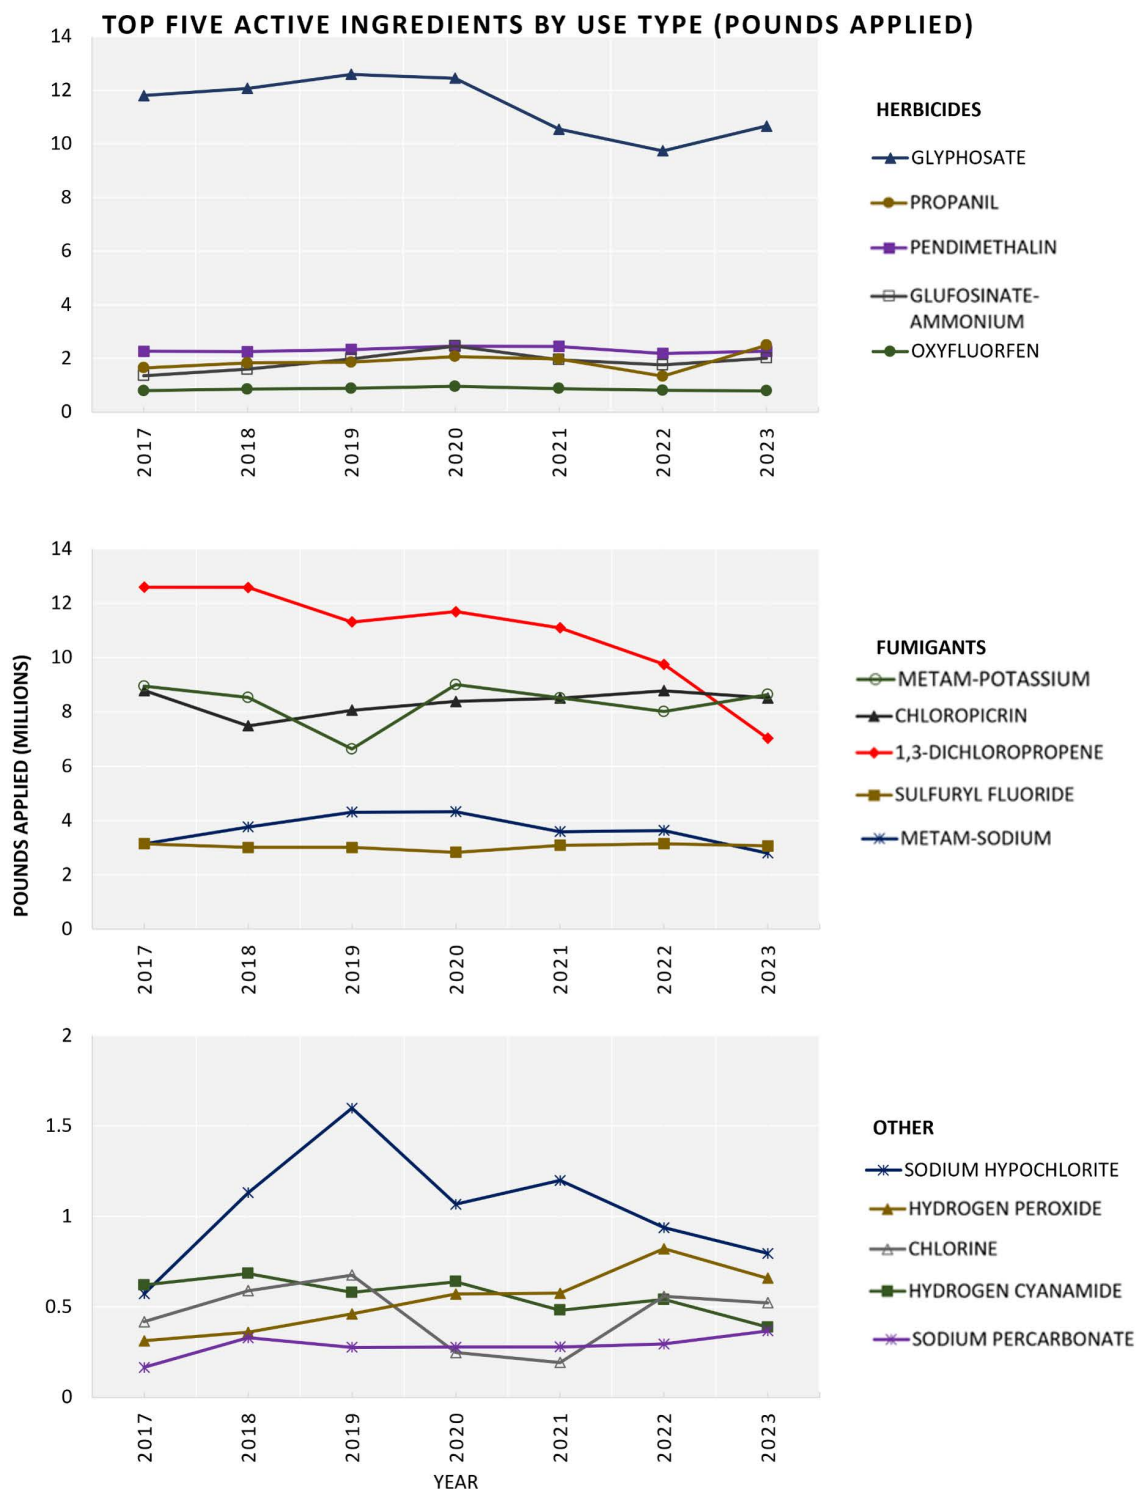 TOP FIVE ACTIVE INGREDIENTS BY USE TYPE (POUNDS APPLIED)
14
12
10
8
6
4
2
0
2017
2018
2019
2020
2021
2022
2023
HERBICIDES
GLYPHOSATE
PROPANIL
PENDIMETHALIN
GLUFOSINATE-
AMMONIUM
OXYFLUORFEN
POUNDS APPLIED (MILLIONS)
14
12
10
8
6
4
2
0
2017
2018
2019
2020
2021
2022
2023
FUMIGANTS
METAM-POTASSIUM
CHLOROPICRIN
1,3-DICHLOROPROPENE
SULFURYL FLUORIDE
METAM-SODIUM
2
1.5
1
0.5
0
2017
2018
2019
2020
2021
2022
2023
YEAR
OTHER
SODIUM HYPOCHLORITE
HYDROGEN PEROXIDE
CHLORINE
HYDROGEN CYANAMIDE
SODIUM PERCARBONATE